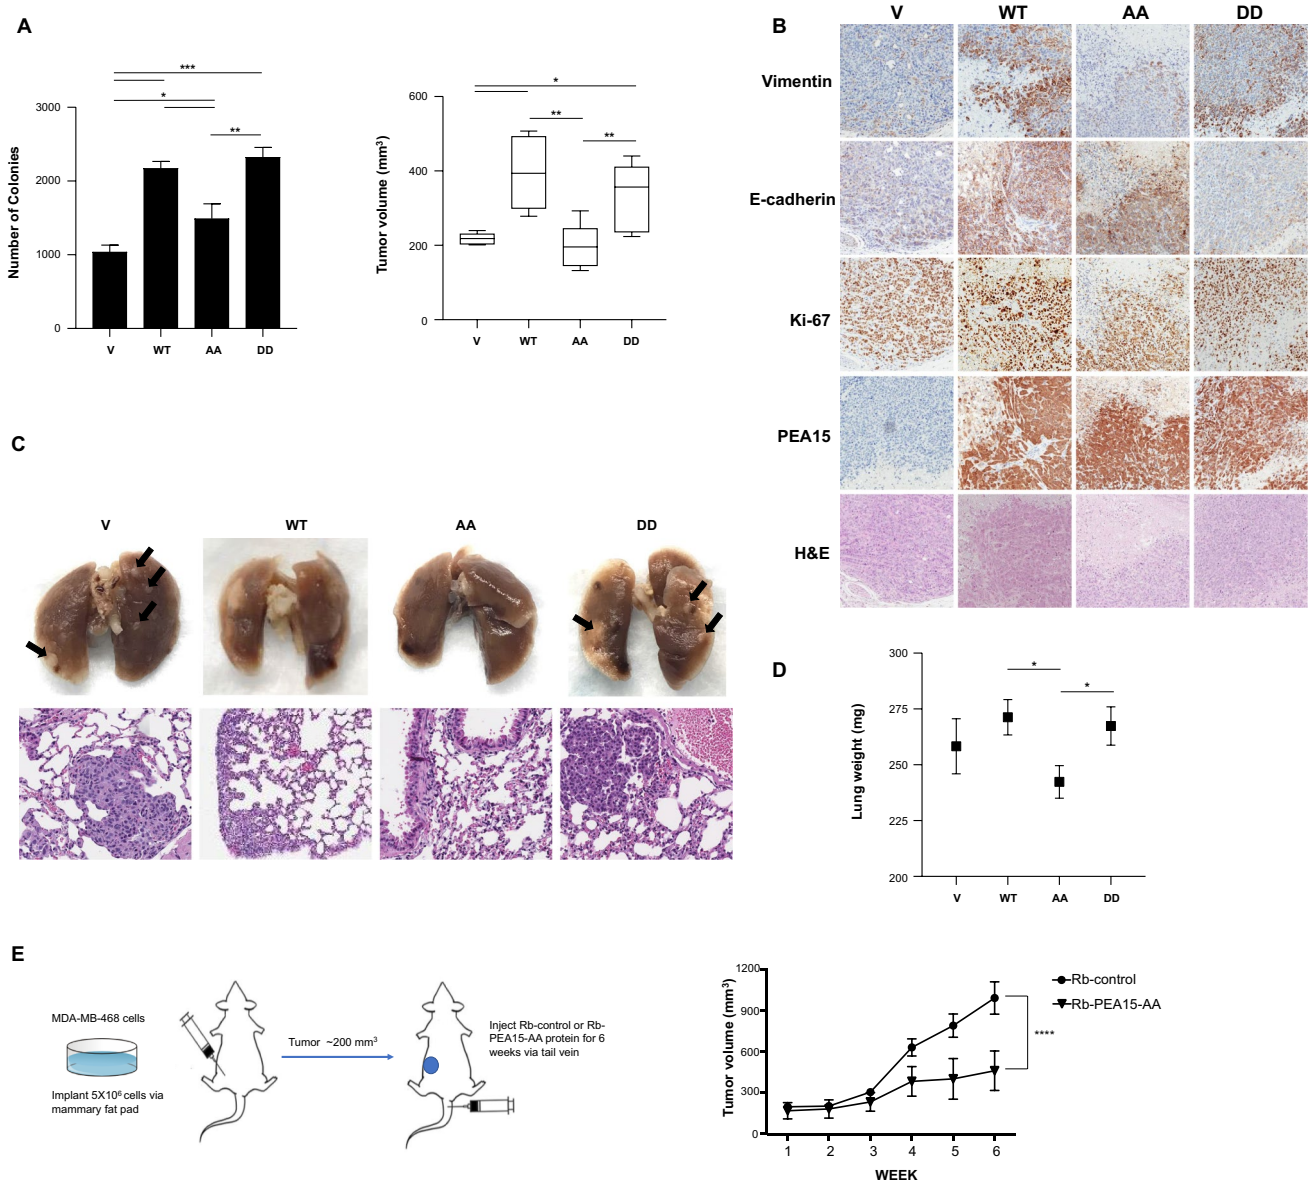 A
***
*
**
3000
2000
1000
0
Number of Colonies
V WT AA DD
*
**
**
600
400
200
0
Tumor volume (mm³)
V WT AA DD
B
V WT AA DD
Vimentin
E-cadherin
Ki-67
PEA15
H&E
C
V WT AA DD
D
*
*
300
275
250
225
200
Lung weight (mg)
V WT AA DD
E
MDA-MB-468 cells
Implant 5X10⁶ cells via
mammary fat pad
Tumor ~200 mm³
Inject Rb-control or Rb-
PEA15-AA protein for 6
weeks via tail vein
1200
900
600
300
0
Tumor volume (mm³)
1 2 3 4 5 6
WEEK
Rb-control
Rb-PEA15-AA
****